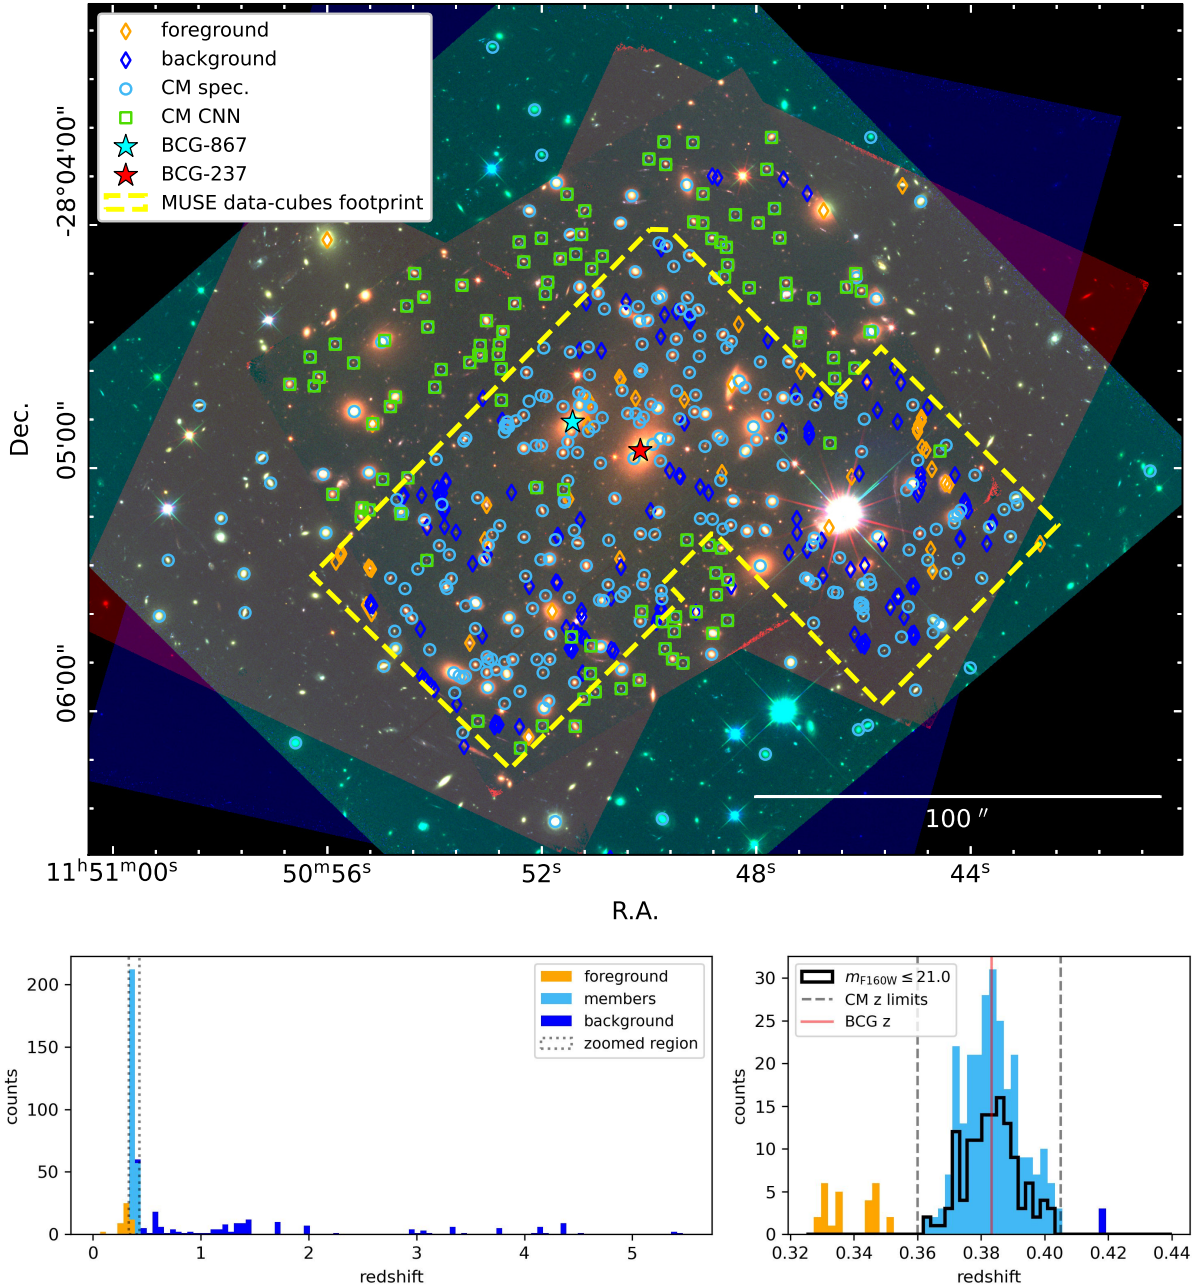 foreground
background
CM spec.
CM CNN
BCG-867
BCG-237
MUSE data-cubes footprint
-28°04'00"
05'00"
06'00"
Dec.
100 ″
11ʰ51ᵐ00ˢ 50ᵐ56ˢ 52ˢ 48ˢ 44ˢ
R.A.
foreground
members
background
zoomed region
200
150
100
50
0
counts
0 1 2 3 4 5
redshift
m_F160W ≤ 21.0
CM z limits
BCG z
30
25
20
15
10
5
0
counts
0.32 0.34 0.36 0.38 0.40 0.42 0.44
redshift